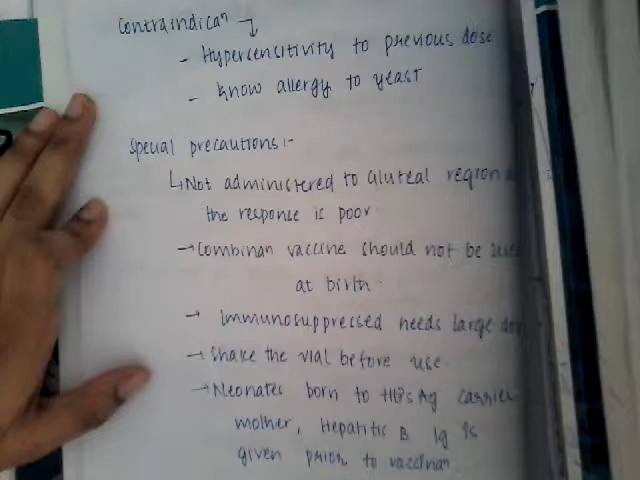 Contraindican
- Hypersensitivity to previous dose
- Know allergy to yeast
Special precautions :-
Not administered to Gluteal region
the response is poor
→ Combinan vaccine should not be
at birth.
→ Immunosuppressed needs large
→ Shake the vial before use.
→ Neonates born to HBsAg carrier
mother, Hepatitic B Ig is
given prior to vaccinan